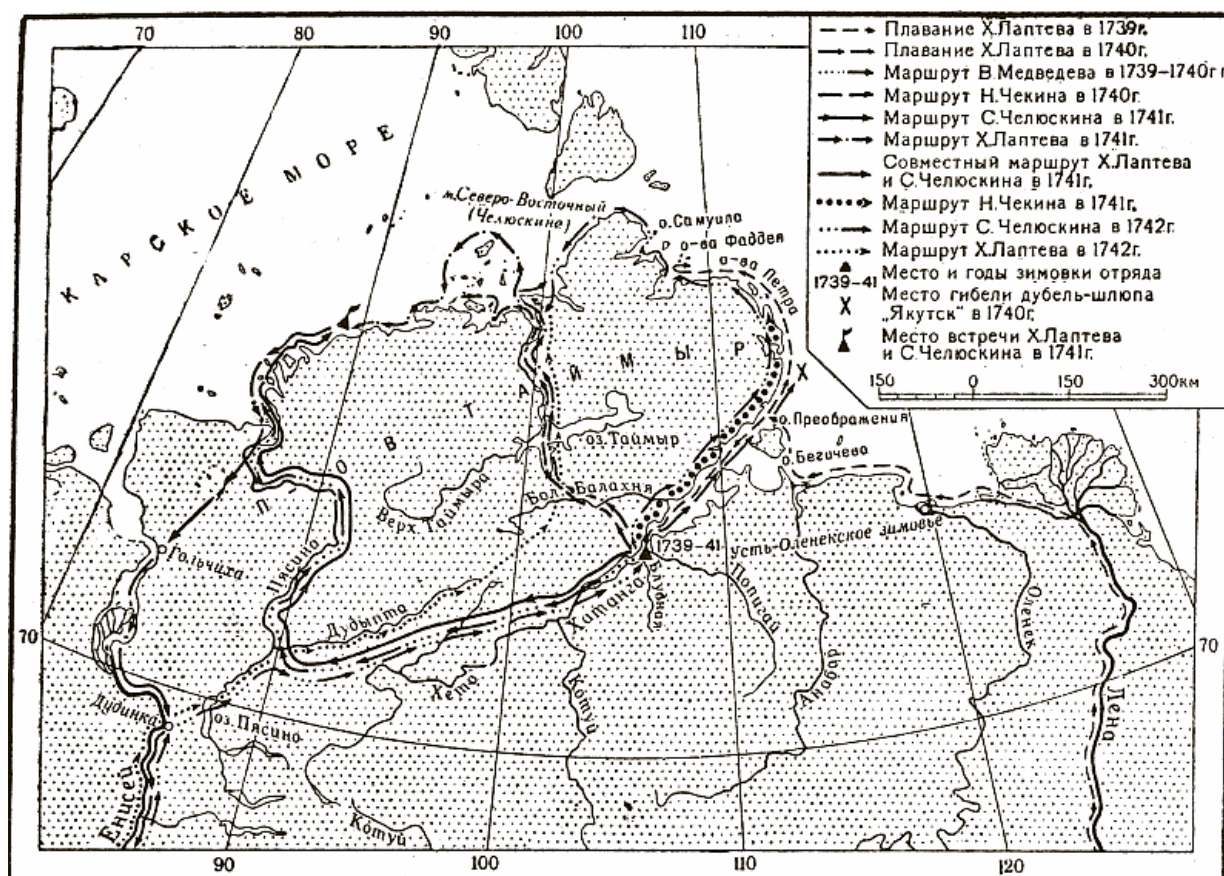 70
80
90
100
110
Плавание Х.Лаптева в 1739г.
Плавание Х.Лаптева в 1740г.
Маршрут В.Медведева в 1739–1740г г
Маршрут Н.Чекина в 1740г.
Маршрут С.Челюскина в 1741г.
Маршрут Х.Лаптева в 1741г.
Совместный маршрут Х.Лаптева
и С.Челюскина в 1741г,
Маршрут Н.Чекина в 1741г.
Маршрут С.Челюскина в 1742г.
Маршрут Х.Лаптева в 1742г.
Место и годы зимовки отряда
1739–41
Место гибели дубель-шлюпа
„Якутск" в 1740г.
Место встречи Х.Лаптева
и С.Челюскина в 1741г.
150 0 150 300км
КАРСКОЕ МОРЕ
м.Северо-Восточный
(Челюскине)
о.Самуила
о-ва Фаддея
о-ва Петра
П-ОВ ТАЙМЫР
оз.Таймыр
о.Преображения
о.Бегичева
Бол. Балахня
Верх. Таймыра
1739–41
Усть-Оленекское зимовье
Гольчиха
Пясино
Дудыпта
Хатанга
Блудная
Попигай
Анабар
Оленек
Лена
Хета
Котуй
70
70
Дудинка
оз.Пясино
Енисей
Котуй
90
100
110
120